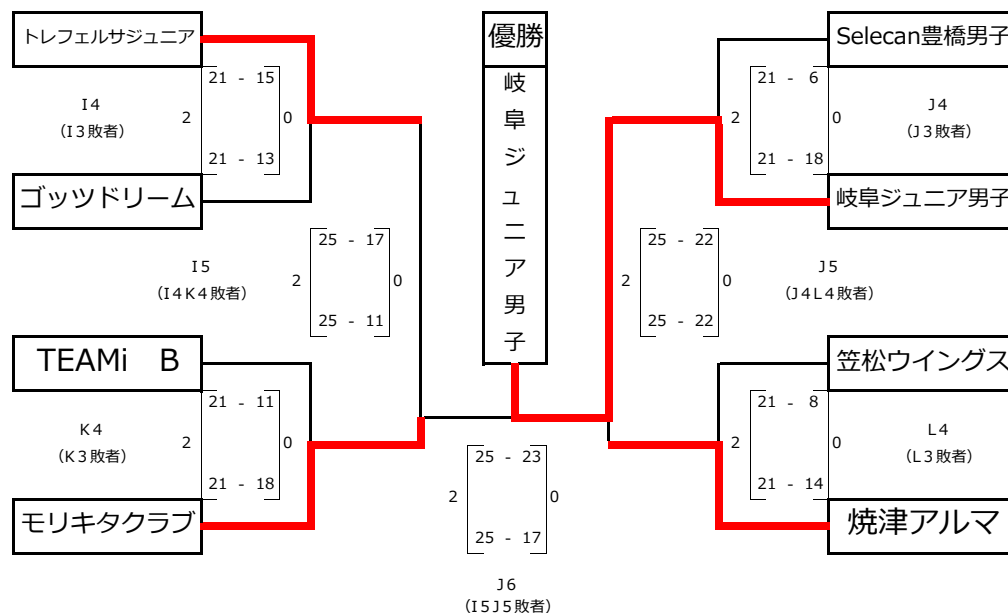 トレフェルサジュニア
21 - 15
I4
(I3敗者)
2
0
21 - 13
ゴッツドリーム
I5
(I4K4敗者)
25 - 17
2
0
25 - 11
TEAMi　B
21 - 11
K4
(K3敗者)
2
0
21 - 18
モリキタクラブ
優勝
岐阜ジュニア男子
25 - 23
2
0
25 - 17
J6
(I5J5敗者)
Selecan豊橋男子
21 - 6
2
0
J4
(J3敗者)
21 - 18
岐阜ジュニア男子
25 - 22
2
0
J5
(J4L4敗者)
25 - 22
笠松ウイングス
21 - 8
2
0
L4
(L3敗者)
21 - 14
焼津アルマ